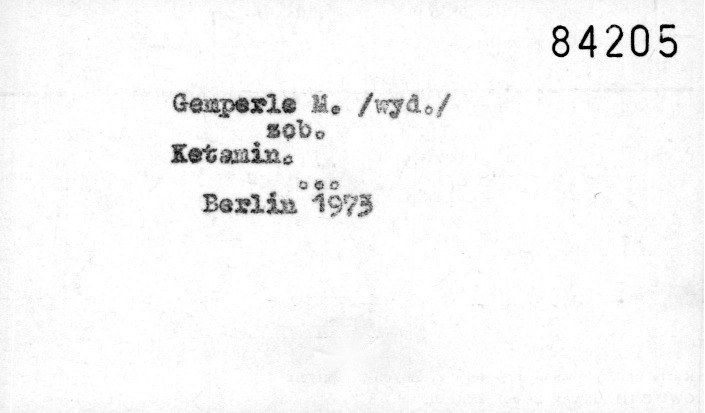 84205
Gemperle M. /wyd./
zob.
Ketamin.
...
Berlin 1973